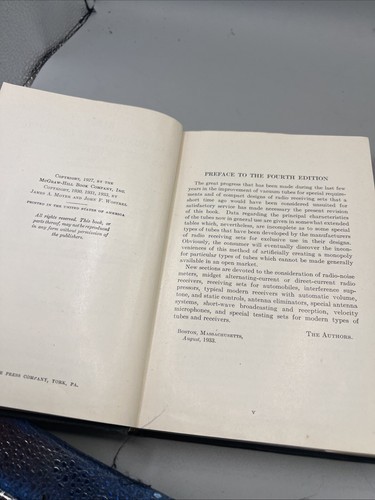 COPYRIGHT, 1927, BY THE
MCGRAW-HILL BOOK COMPANY, INC.
COPYRIGHT, 1930, 1931, 1933, BY
JAMES A. MOYER AND JOHN F. WOSTREL
PRINTED IN THE UNITED STATES OF AMERICA
All rights reserved. This book, or
parts thereof, may not be reproduced
in any form without permission of
the publishers.
PRESS COMPANY, YORK, PA.
PREFACE TO THE FOURTH EDITION
The great progress that has been made during the last few
years in the improvement of vacuum tubes for special require-
ments and of compact designs of radio receiving sets that a
short time ago would have been considered unsuited for
satisfactory service has made necessary the present revision
of this book. Data regarding the principal characteristics
of the tubes now in general use are given in somewhat extended
tables which, nevertheless, are incomplete as to some special
types of tubes that have been developed by the manufacturers
of radio receiving sets for exclusive use in their designs.
Obviously, the consumer will eventually discover the incon-
veniences of this method of artificially creating a monopoly
for particular types of tubes which cannot be made generally
available in an open market.
New sections are devoted to the consideration of radio-noise
meters, midget alternating-current or direct-current radio
receivers, receiving sets for automobiles, interference sup-
pressors, typical modern receivers with automatic volume,
tone, and static controls, antenna eliminators, special antenna
systems, short-wave broadcasting and reception, velocity
microphones, and special testing sets for modern types of
tubes and receivers.
THE AUTHORS.
BOSTON, MASSACHUSETTS,
August, 1933.
v